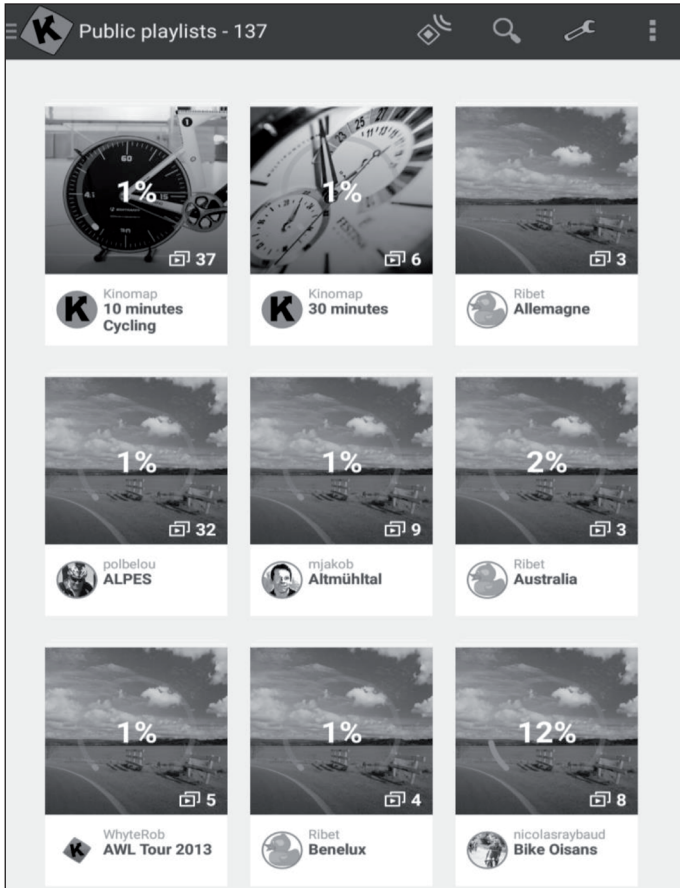 Public playlists - 137
1%
37
Kinomap
10 minutes
Cycling
1%
6
Kinomap
30 minutes
3
Ribet
Allemagne
1%
32
polbelou
ALPES
1%
9
mjakob
Altmühltal
2%
3
Ribet
Australia
1%
5
WhyteRob
AWL Tour 2013
1%
4
Ribet
Benelux
12%
8
nicolasraybaud
Bike Oisans